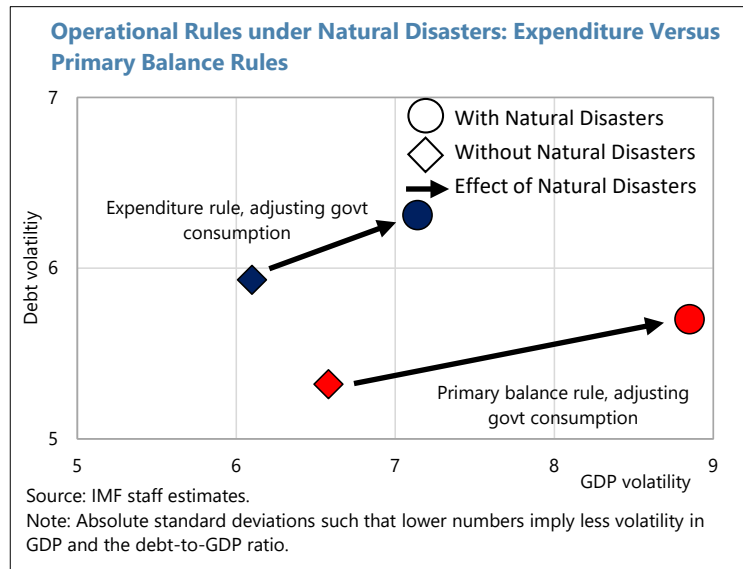 Operational Rules under Natural Disasters: Expenditure Versus
Primary Balance Rules
7
With Natural Disasters
Without Natural Disasters
Effect of Natural Disasters
Expenditure rule, adjusting govt
consumption
Debt volatiltiy
6
Primary balance rule, adjusting
govt consumption
5
5 6 7 8 9
GDP volatility
Source: IMF staff estimates.
Note: Absolute standard deviations such that lower numbers imply less volatility in
GDP and the debt-to-GDP ratio.